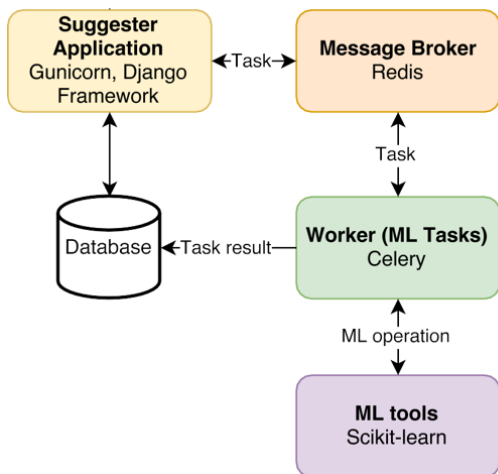 Suggester
Application
Gunicorn, Django
Framework
Task
Message Broker
Redis
Task
Database
Task result
Worker (ML Tasks)
Celery
ML operation
ML tools
Scikit-learn